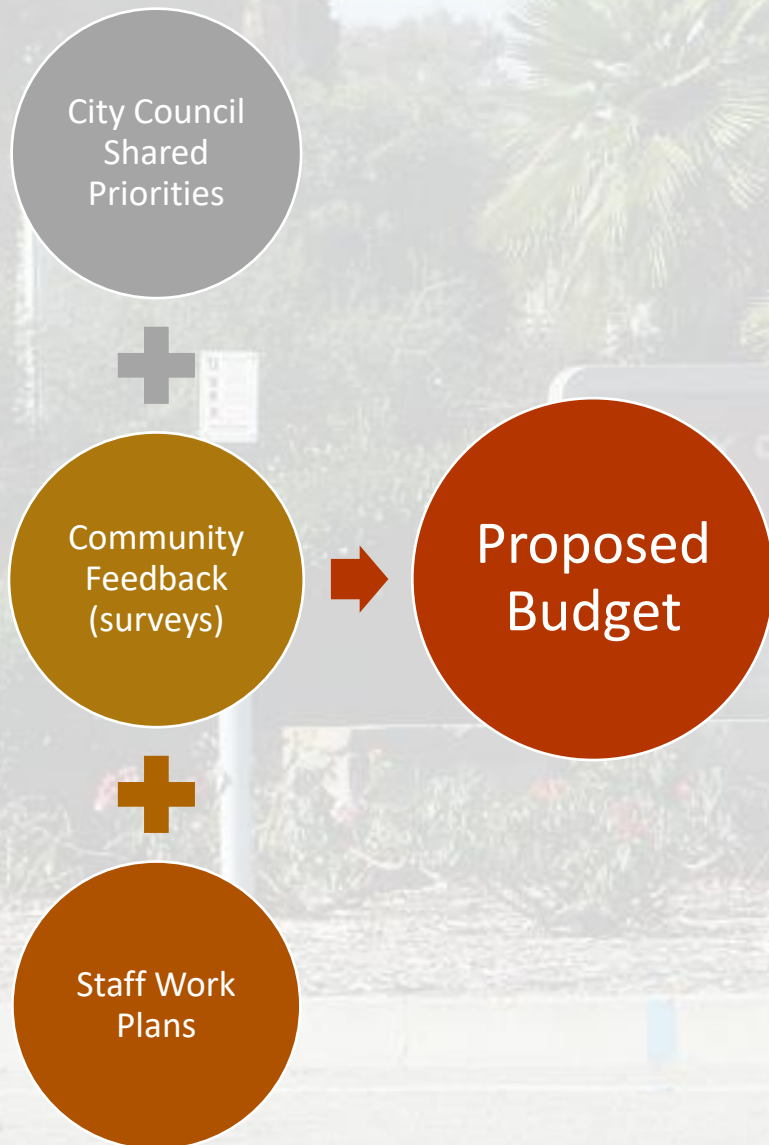 City Council
Shared
Priorities
Community
Feedback
(surveys)
Proposed
Budget
Staff Work
Plans